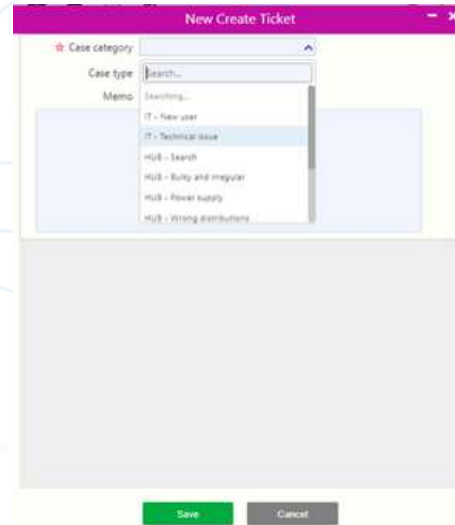 New Create Ticket
Case category
Case type
Search...
Memo
Searching...
IT - New user
IT - Technical issue
HUB - Search
HUB - Bulky and irregular
HUB - Power supply
HUB - Wrong distributions
Save
Cancel